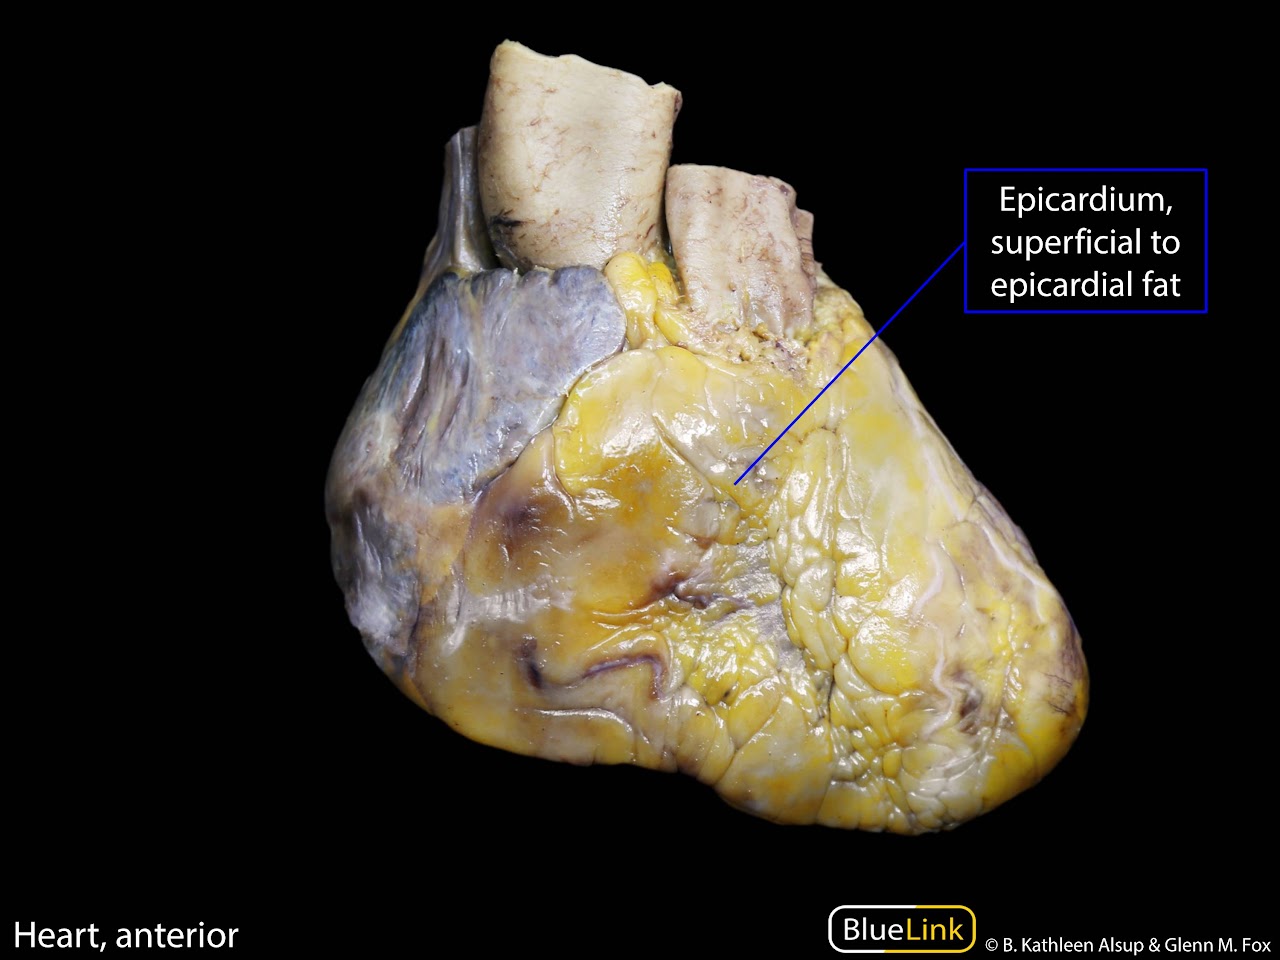 Epicardium,
superficial to
epicardial fat
Heart, anterior
BlueLink
© B. Kathleen Alsup & Glenn M. Fox